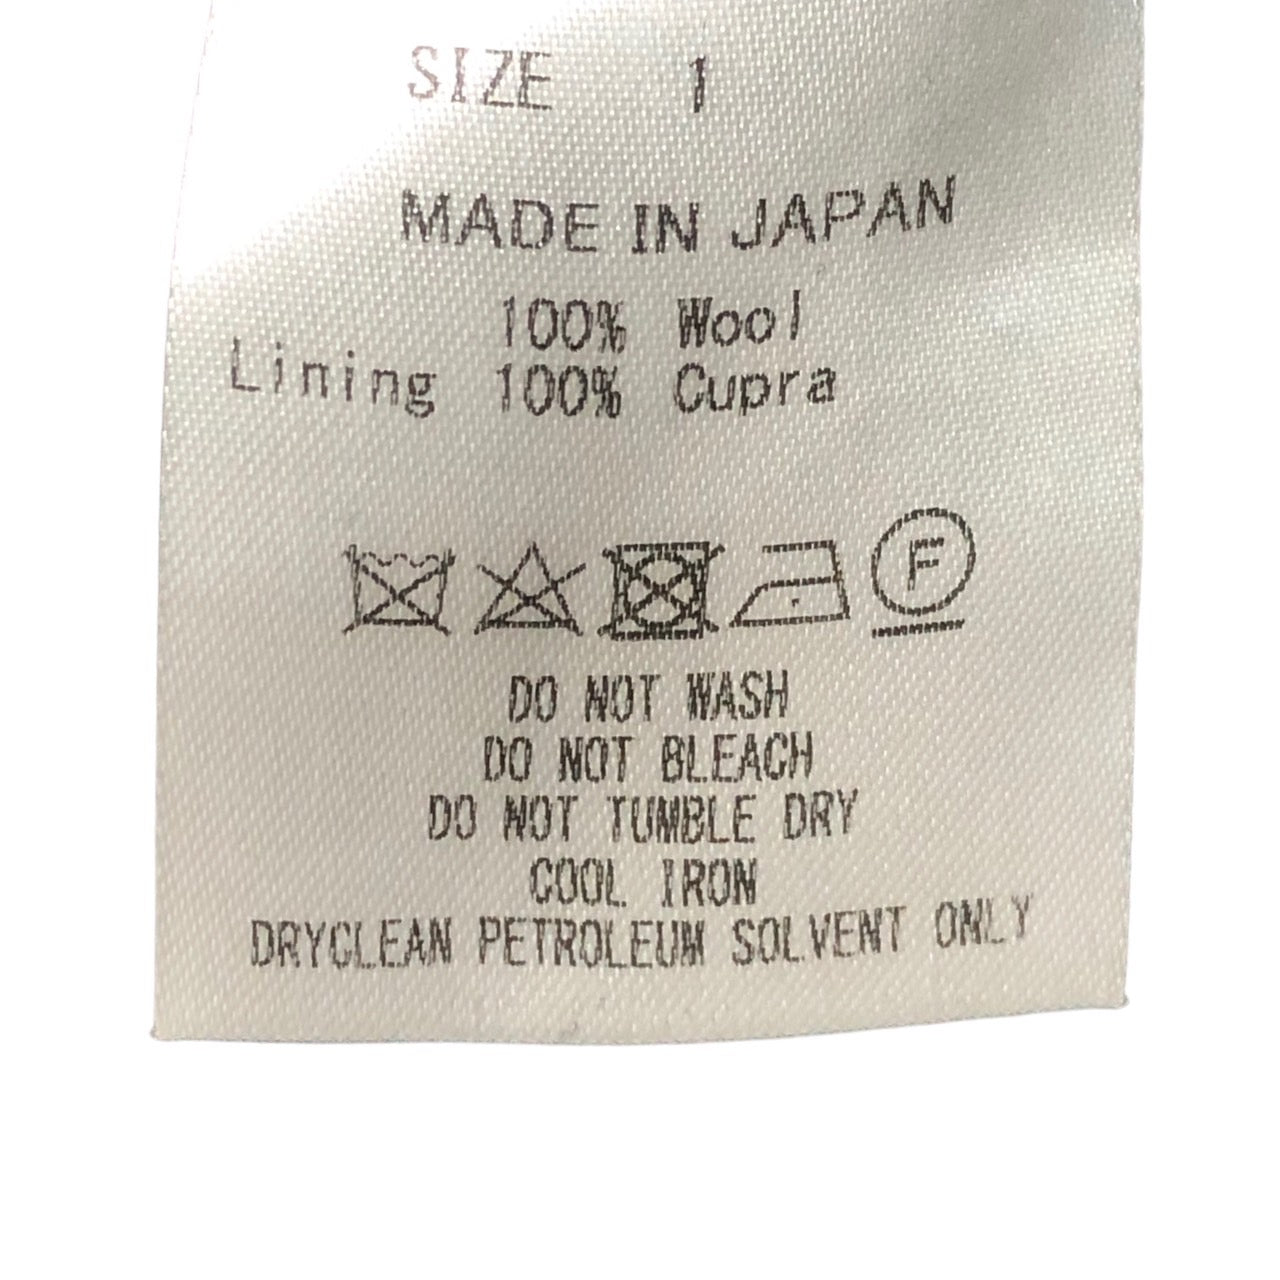 SIZE 1
MADE IN JAPAN
100% Wool
Lining 100% Cupra
F
DO NOT WASH
DO NOT BLEACH
DO NOT TUMBLE DRY
COOL IRON
DRYCLEAN PETROLEUM SOLVENT ONLY